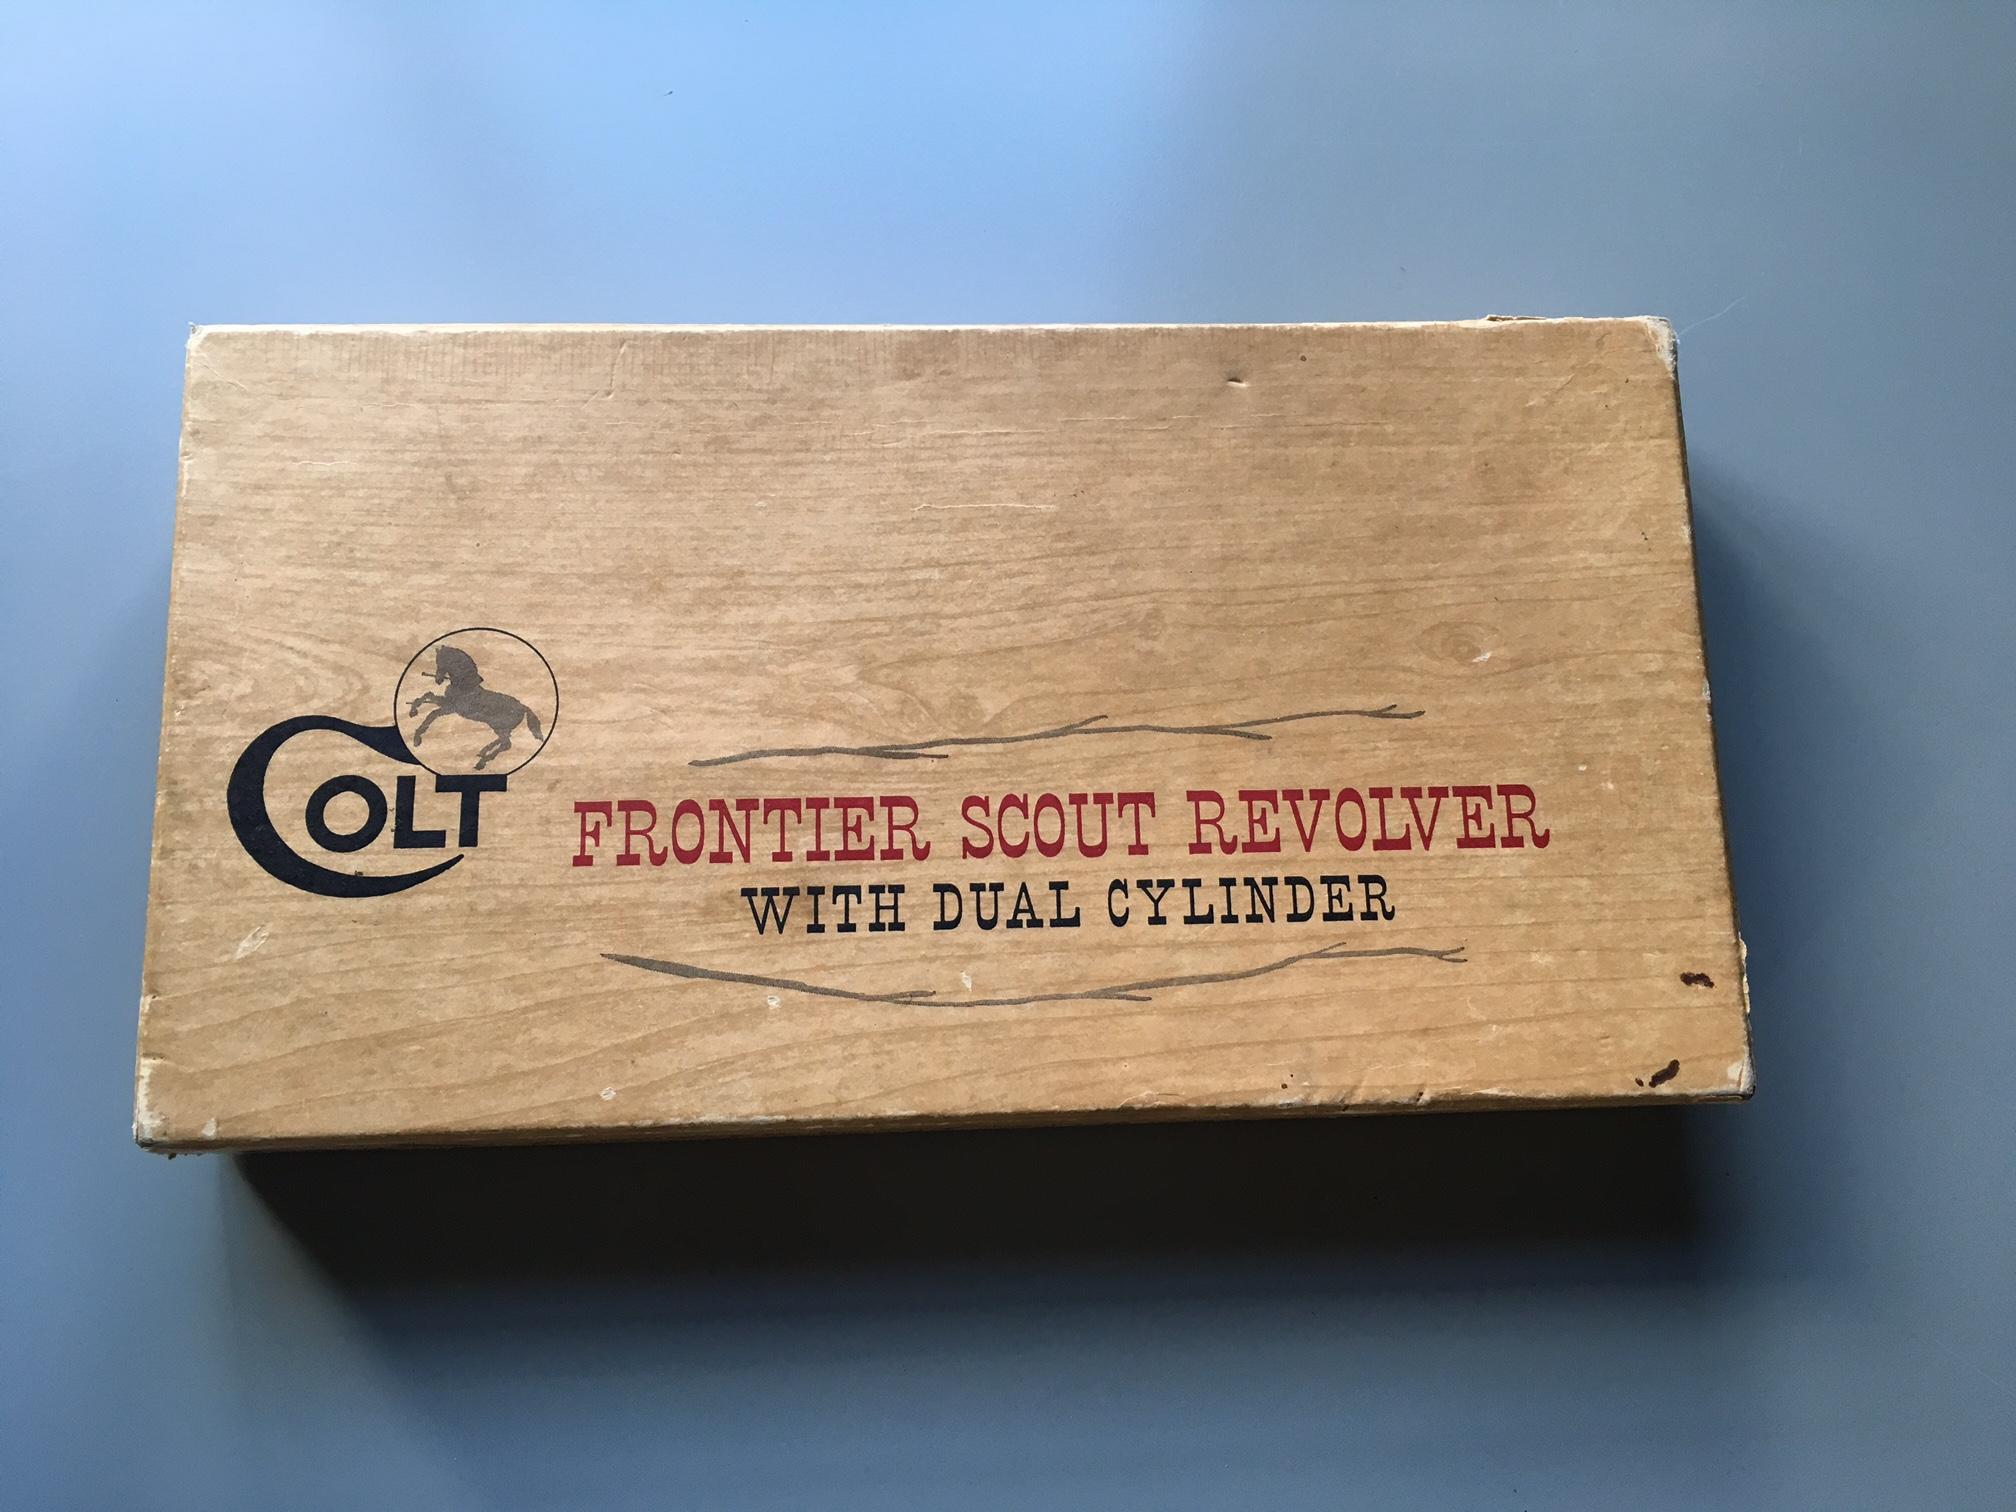 COLT
FRONTIER SCOUT REVOLVER
WITH DUAL CYLINDER